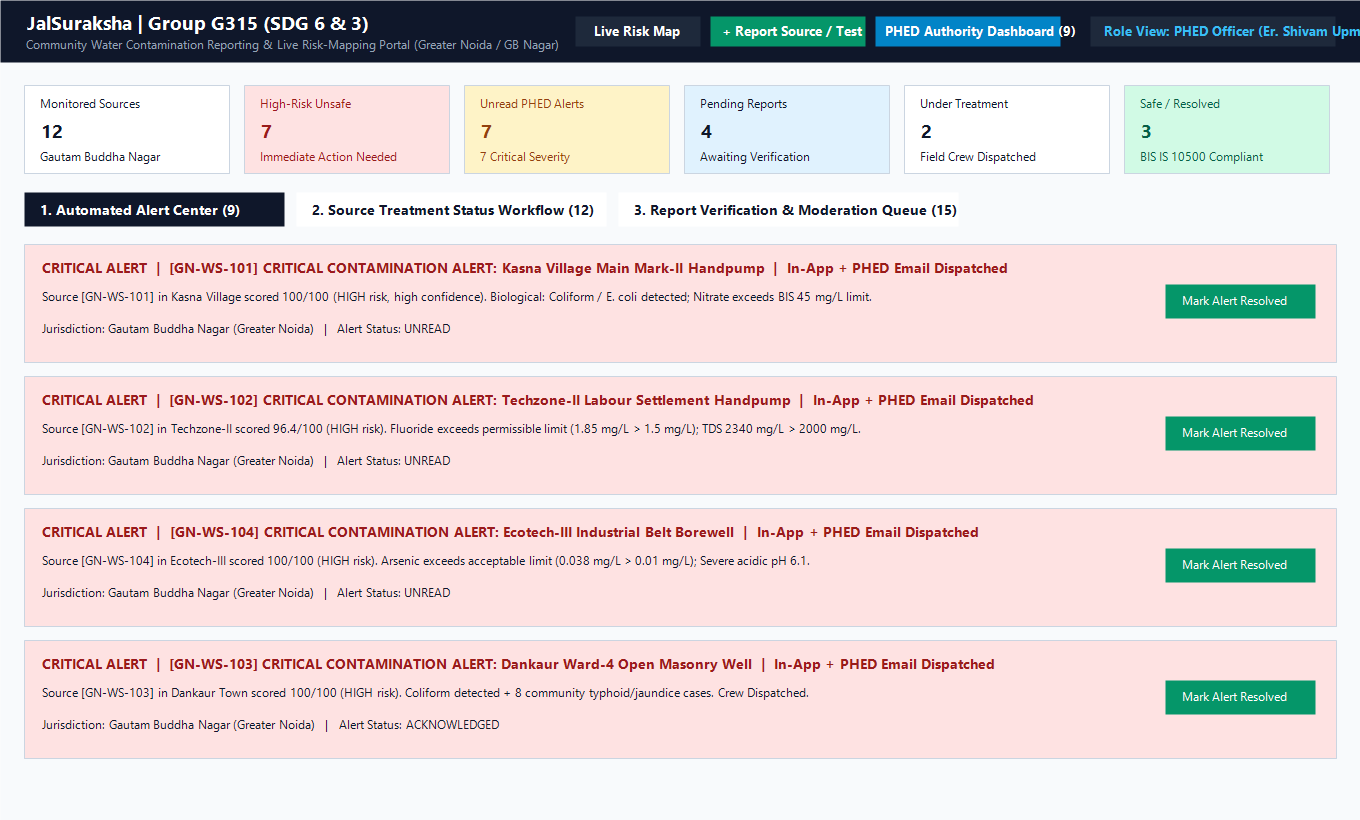 JalSuraksha | Group G315 (SDG 6 & 3)
Community Water Contamination Reporting & Live Risk-Mapping Portal (Greater Noida / GB Nagar)
Live Risk Map
+ Report Source / Test
PHED Authority Dashboard (9)
Role View: PHED Officer (Er. Shivam Upm
Monitored Sources
12
Gautam Buddha Nagar
High-Risk Unsafe
7
Immediate Action Needed
Unread PHED Alerts
7
7 Critical Severity
Pending Reports
4
Awaiting Verification
Under Treatment
2
Field Crew Dispatched
Safe / Resolved
3
BIS IS 10500 Compliant
1. Automated Alert Center (9)
2. Source Treatment Status Workflow (12)
3. Report Verification & Moderation Queue (15)
CRITICAL ALERT | [GN-WS-101] CRITICAL CONTAMINATION ALERT: Kasna Village Main Mark-II Handpump | In-App + PHED Email Dispatched
Source [GN-WS-101] in Kasna Village scored 100/100 (HIGH risk, high confidence). Biological: Coliform / E. coli detected; Nitrate exceeds BIS 45 mg/L limit.
Jurisdiction: Gautam Buddha Nagar (Greater Noida) | Alert Status: UNREAD
Mark Alert Resolved
CRITICAL ALERT | [GN-WS-102] CRITICAL CONTAMINATION ALERT: Techzone-II Labour Settlement Handpump | In-App + PHED Email Dispatched
Source [GN-WS-102] in Techzone-II scored 96.4/100 (HIGH risk). Fluoride exceeds permissible limit (1.85 mg/L > 1.5 mg/L); TDS 2340 mg/L > 2000 mg/L.
Jurisdiction: Gautam Buddha Nagar (Greater Noida) | Alert Status: UNREAD
Mark Alert Resolved
CRITICAL ALERT | [GN-WS-104] CRITICAL CONTAMINATION ALERT: Ecotech-III Industrial Belt Borewell | In-App + PHED Email Dispatched
Source [GN-WS-104] in Ecotech-III scored 100/100 (HIGH risk). Arsenic exceeds acceptable limit (0.038 mg/L > 0.01 mg/L); Severe acidic pH 6.1.
Jurisdiction: Gautam Buddha Nagar (Greater Noida) | Alert Status: UNREAD
Mark Alert Resolved
CRITICAL ALERT | [GN-WS-103] CRITICAL CONTAMINATION ALERT: Dankaur Ward-4 Open Masonry Well | In-App + PHED Email Dispatched
Source [GN-WS-103] in Dankaur Town scored 100/100 (HIGH risk). Coliform detected + 8 community typhoid/jaundice cases. Crew Dispatched.
Jurisdiction: Gautam Buddha Nagar (Greater Noida) | Alert Status: ACKNOWLEDGED
Mark Alert Resolved